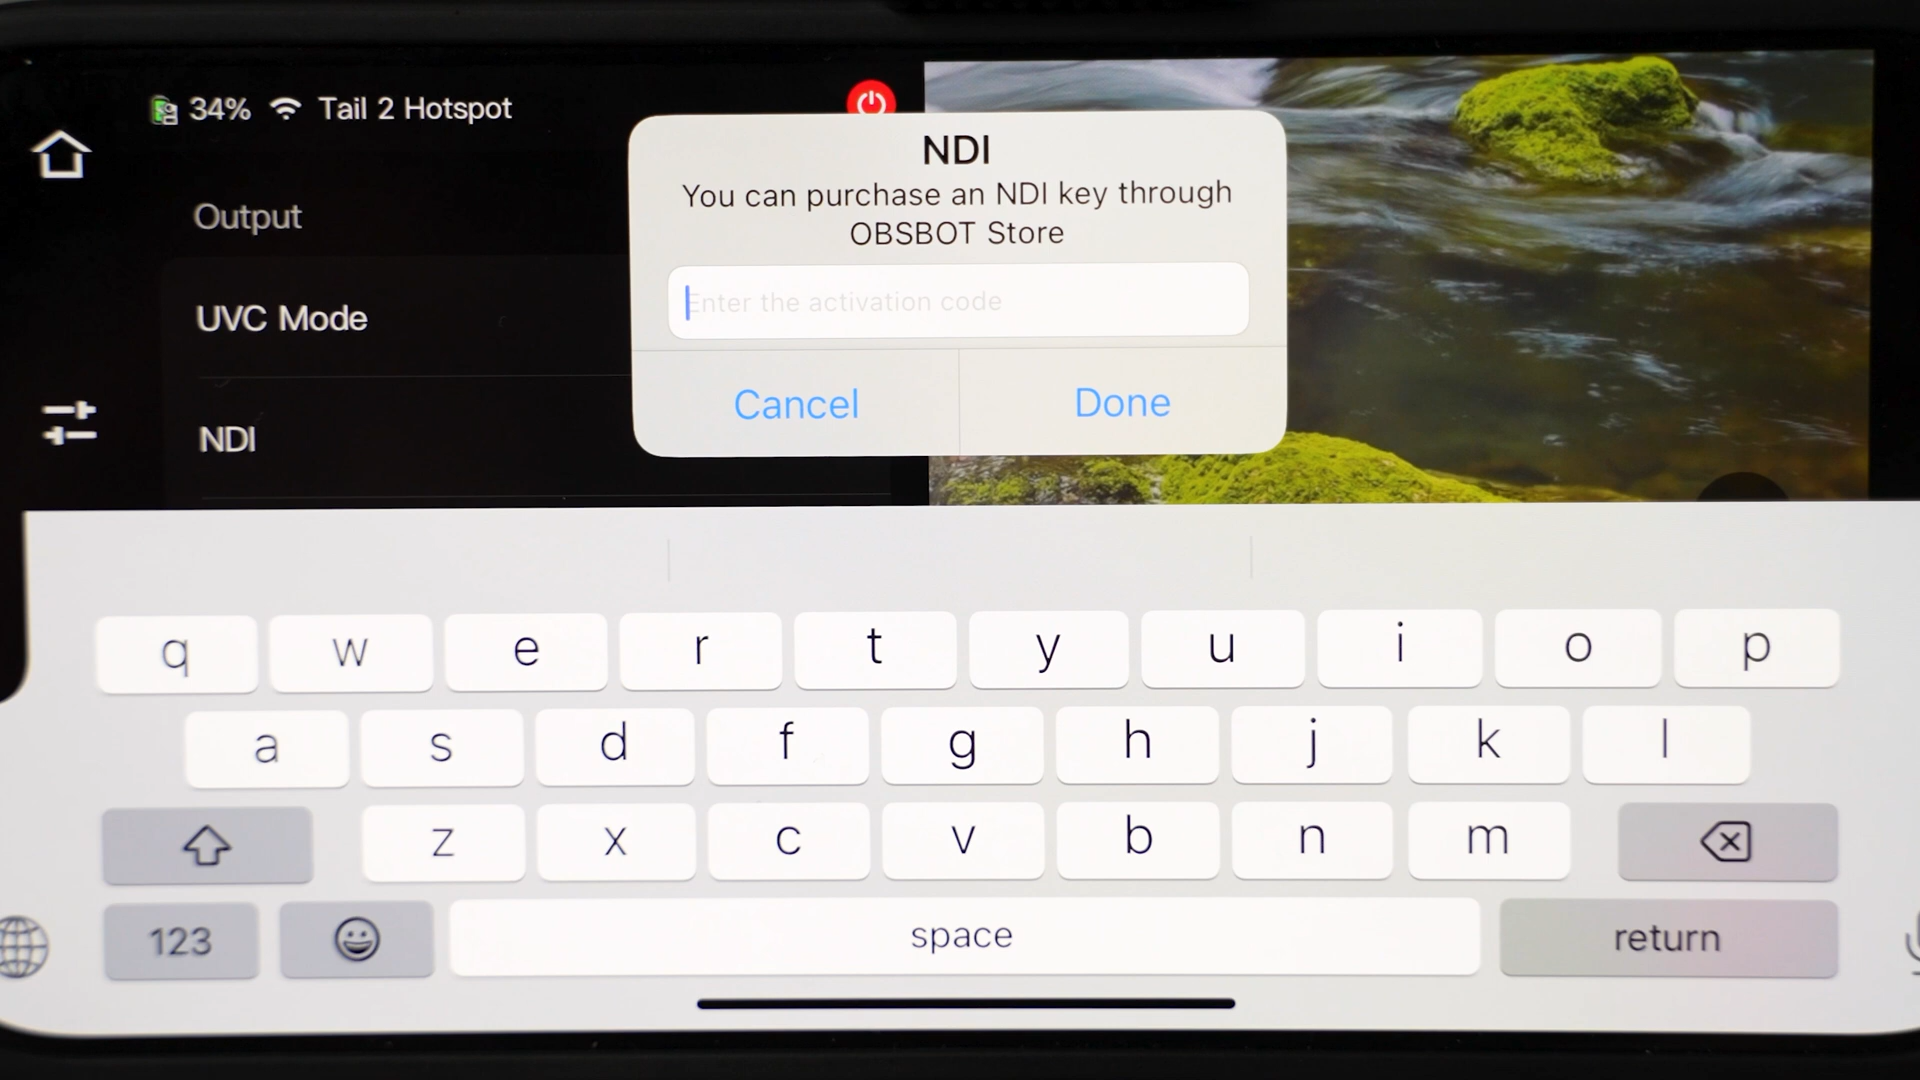 34% Tail 2 Hotspot
Output
UVC Mode
NDI
NDI
You can purchase an NDI key through
OBSBOT Store
Enter the activation code
Cancel Done
q w e r t y u i o p
a s d f g h j k l
z x c v b n m
123 space return